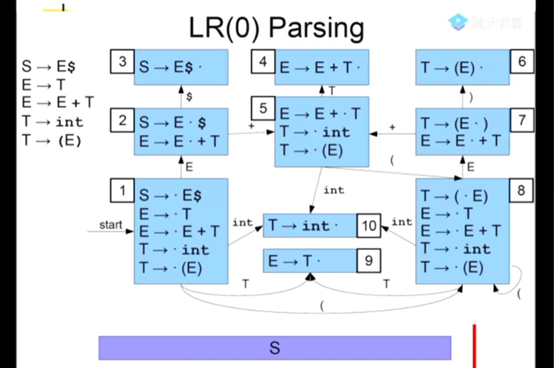 LR(0) Parsing
S → E$
E → T
E → E + T
T → int
T → (E)
3
S → E$ ·
4
E → E + T ·
T → (E) ·
6
$
T
)
2
S → E · $
E → E · + T
+
5
E → E + · T
T → · int
T → · (E)
+
T → (E · )
E → E · + T
7
E
(
E
1
start
S → · E$
E → · T
E → · E + T
T → · int
T → · (E)
int
int
T → int ·
10
int
E → T ·
9
8
T → ( · E)
E → · T
E → · E + T
T → · int
T → · (E)
T
T
(
(
S